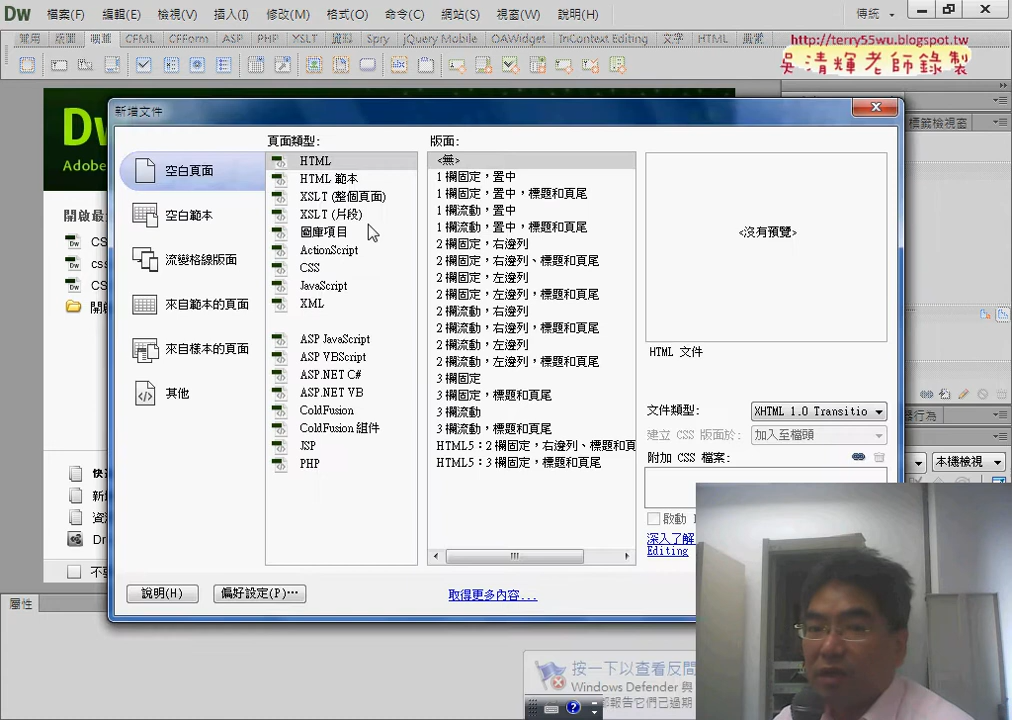 Dw 檔案(F) 編輯(E) 檢視(V) 插入(I) 修改(M) 格式(O) 命令(C) 網站(S) 視窗(W) 說明(H) 傳統
常用 版面 表單 CFML CFForm ASP PHP XSLT 資料 Spry jQuery Mobile OAWidget TriContext Editing 文字 HTML
http://terry55wu.blogspot.tw
吳清輝老師錄製
Dw
Adobe
新增文件
標籤檢視窗
頁面類型:
版面:
空白頁面
空白範本
流變格線版面
來自範本的頁面
來自樣本的頁面
其他
HTML
HTML 範本
XSLT (整個頁面)
XSLT (片段)
圖庫項目
ActionScript
CSS
JavaScript
XML
ASP JavaScript
ASP VBScript
ASP.NET C#
ASP.NET VB
ColdFusion
ColdFusion 組件
JSP
PHP
<無>
1 欄固定，置中
1 欄固定，置中，標題和頁尾
1 欄流動，置中
1 欄流動，置中，標題和頁尾
2 欄固定，右邊列
2 欄固定，右邊列、標題和頁尾
2 欄固定，左邊列
2 欄固定，左邊列、標題和頁尾
2 欄流動，右邊列
2 欄流動，右邊列、標題和頁尾
2 欄流動，左邊列
2 欄流動，左邊列，標題和頁尾
3 欄固定
3 欄固定，標題和頁尾
3 欄流動
3 欄流動，標題和頁尾
HTML5：2 欄固定，右邊列、標題和頁
HTML5：3 欄固定，標題和頁尾
<沒有預覽>
HTML 文件
文件類型:
XHTML 1.0 Transitio
建立 CSS 版面於:
加入至檔頭
附加 CSS 檔案:
啟動
深入了解
Editing
說明(H)
偏好設定(P)...
取得更多內容...
開啟最
CS
css
CS
開
快
新
資
Dr
不
行為
本機檢視
屬性
按一下以查看反間
Windows Defender 與
部報告它們已過期